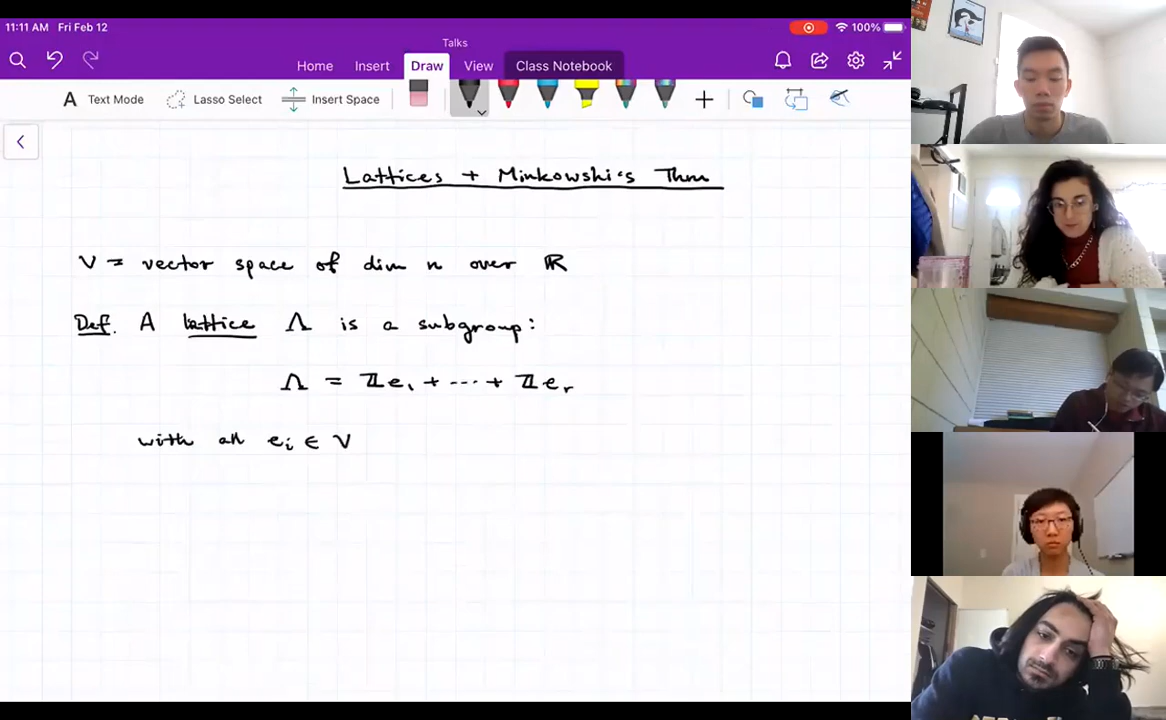 11:11 AM Fri Feb 12
100%
Talks
Home Insert Draw View Class Notebook
Text Mode Lasso Select Insert Space
Lattices + Minkowski's Thm
V = vector space of dim n over ℝ
Def. A lattice Λ is a subgroup:
Λ = ℤe₁ + ··· + ℤeᵣ
with all eᵢ ∈ V